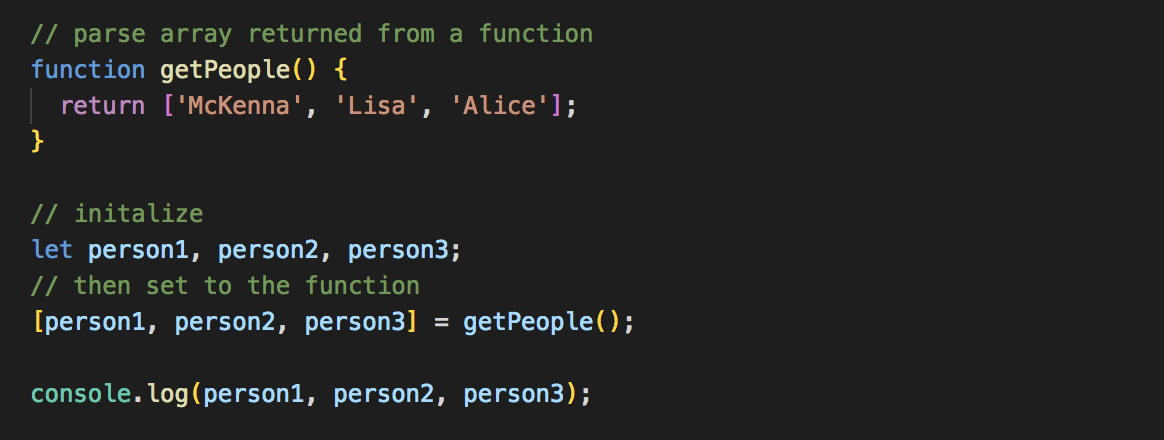 // parse array returned from a function
function getPeople() {
  return ['McKenna', 'Lisa', 'Alice'];
}

// initalize
let person1, person2, person3;
// then set to the function
[person1, person2, person3] = getPeople();

console.log(person1, person2, person3);